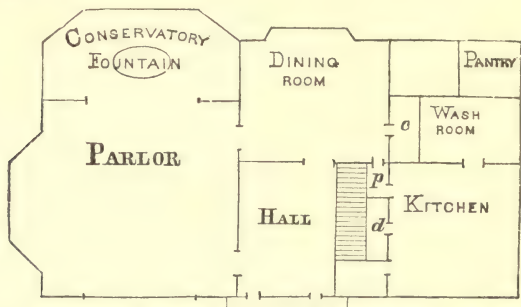 CONSERVATORY
FOUNTAIN
DINING
ROOM
PANTRY
c
WASH
ROOM
PARLOR
p
HALL
d
KITCHEN